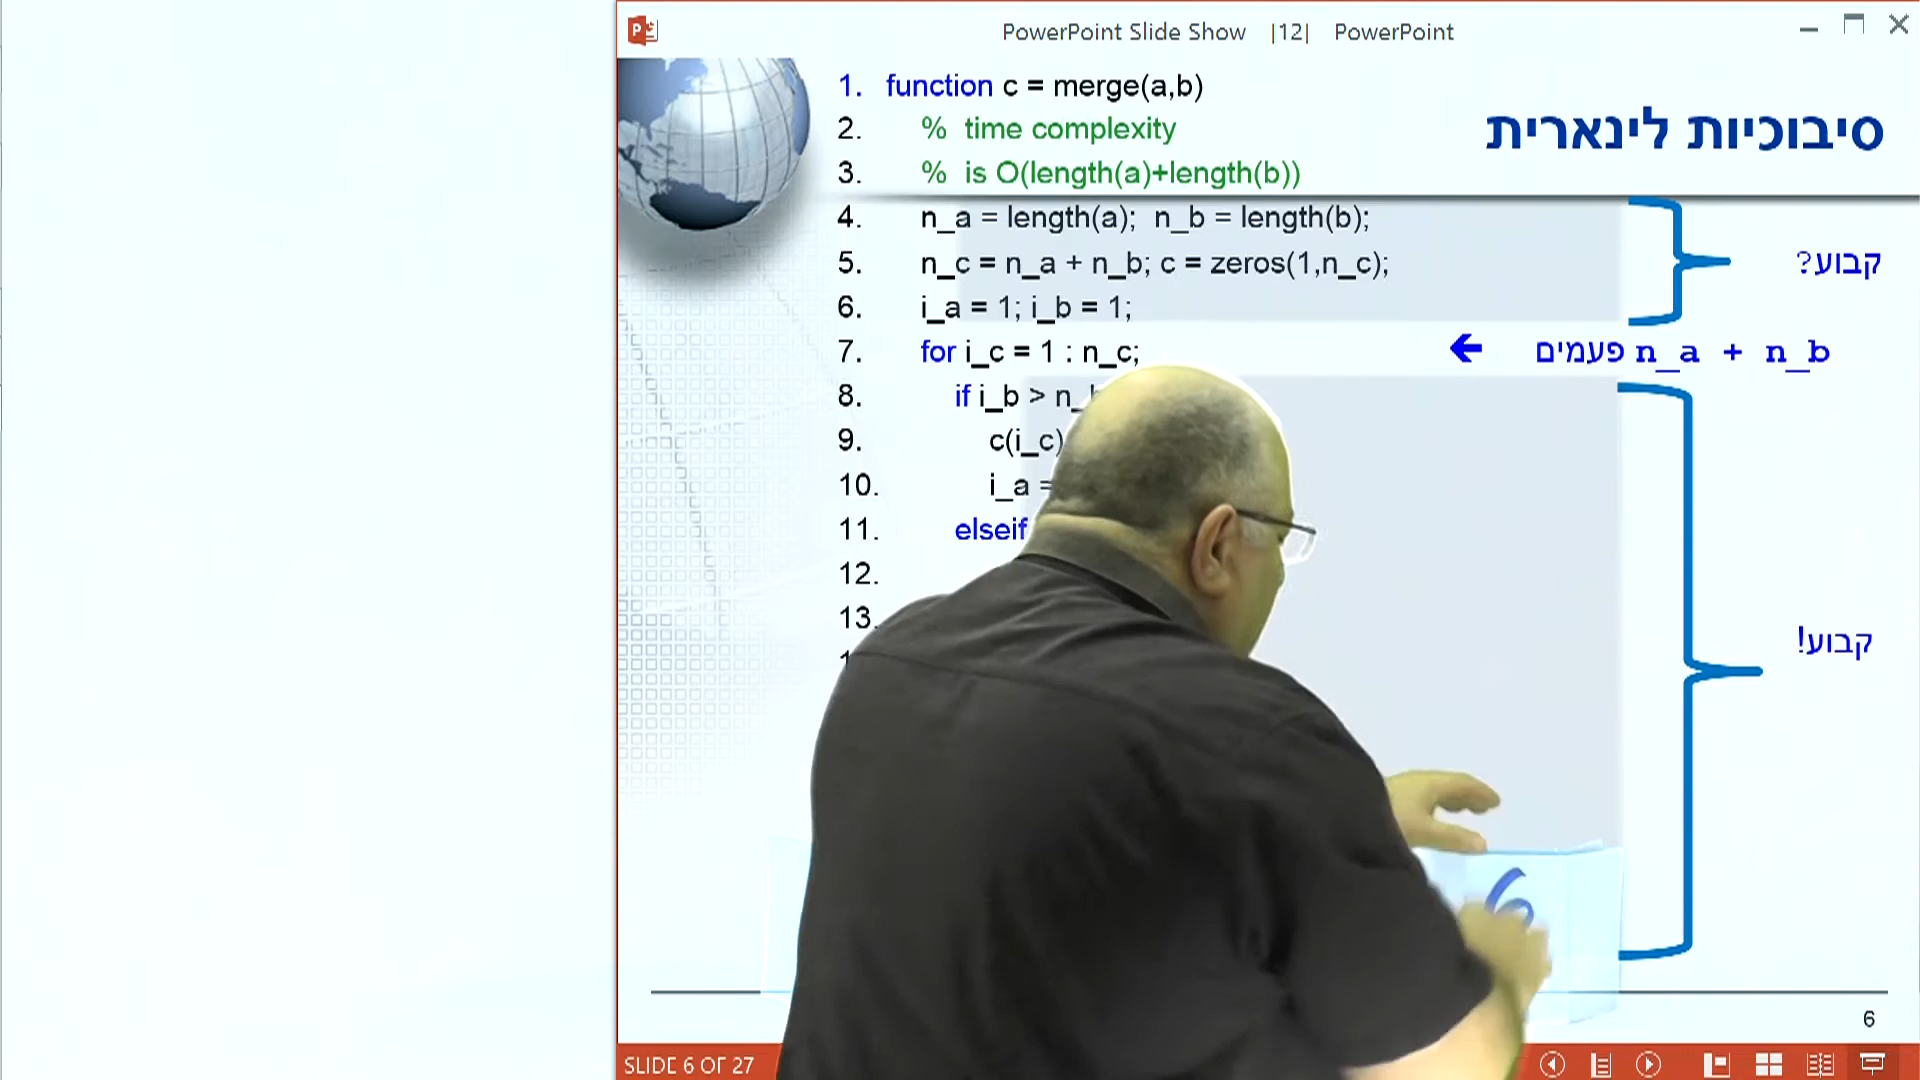 PowerPoint Slide Show |12| PowerPoint
סיבוכיות לינארית
1. function c = merge(a,b)
2. % time complexity
3. % is O(length(a)+length(b))
4. n_a = length(a); n_b = length(b);
5. n_c = n_a + n_b; c = zeros(1,n_c);
6. i_a = 1; i_b = 1;
קבוע?
7. for i_c = 1 : n_c;
n_a + n_b פעמים
8. if i_b > n_
9. c(i_c)
10. i_a =
11. elseif
12.
13.
קבוע!
6
6
SLIDE 6 OF 27